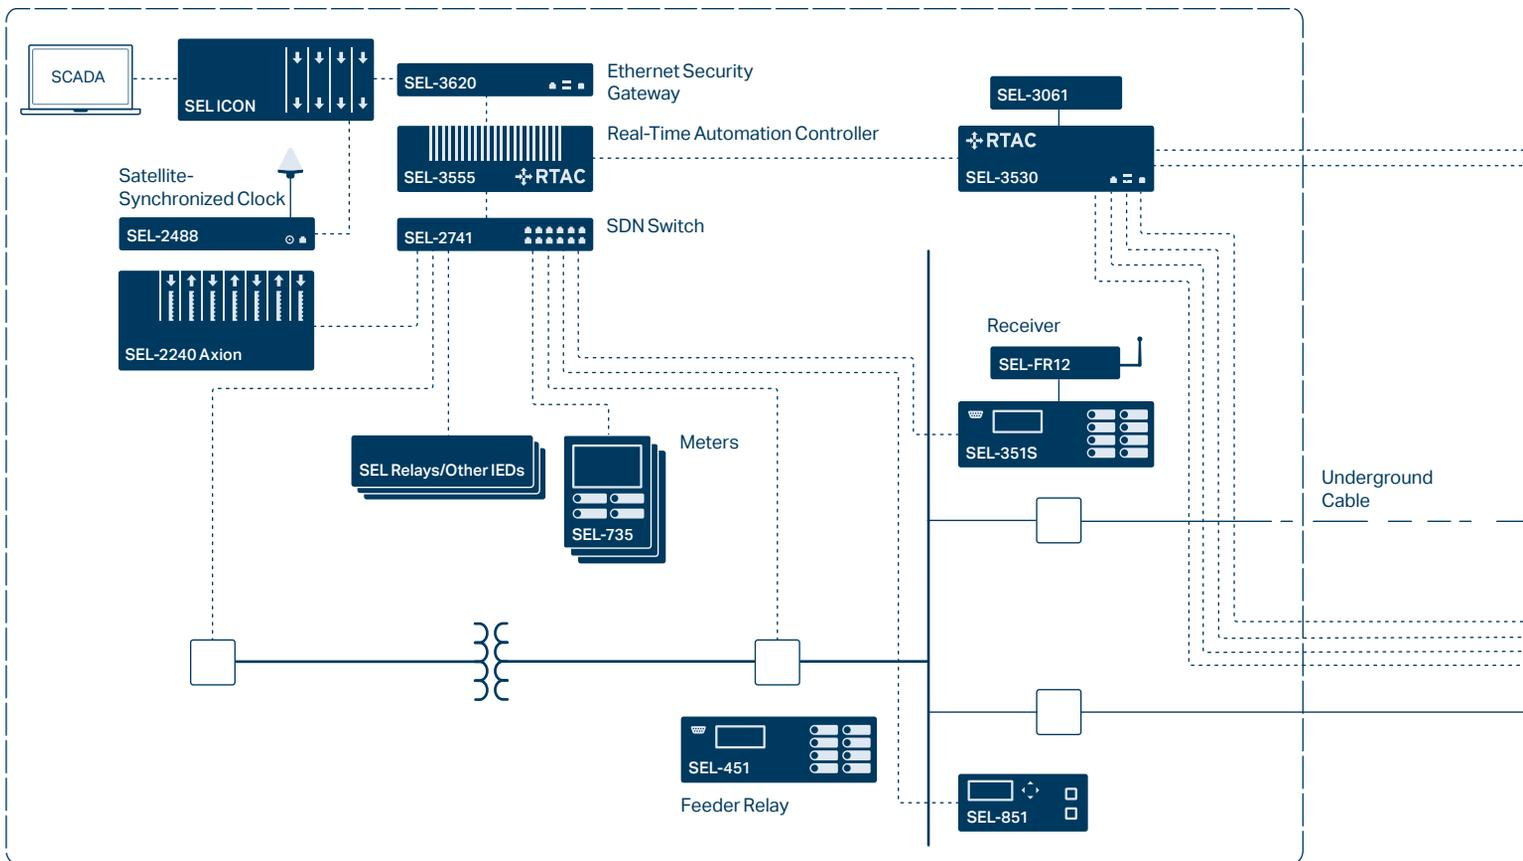 SCADA
SEL ICON
SEL-3620
Ethernet Security
Gateway
SEL-3061
Real-Time Automation Controller
RTAC
SEL-3555
RTAC
SEL-3530
Satellite-
Synchronized Clock
SEL-2488
SEL-2741
SDN Switch
SEL-2240 Axion
Receiver
SEL-FR12
SEL-351S
SEL Relays/Other IEDs
Meters
SEL-735
Underground
Cable
SEL-451
Feeder Relay
SEL-851